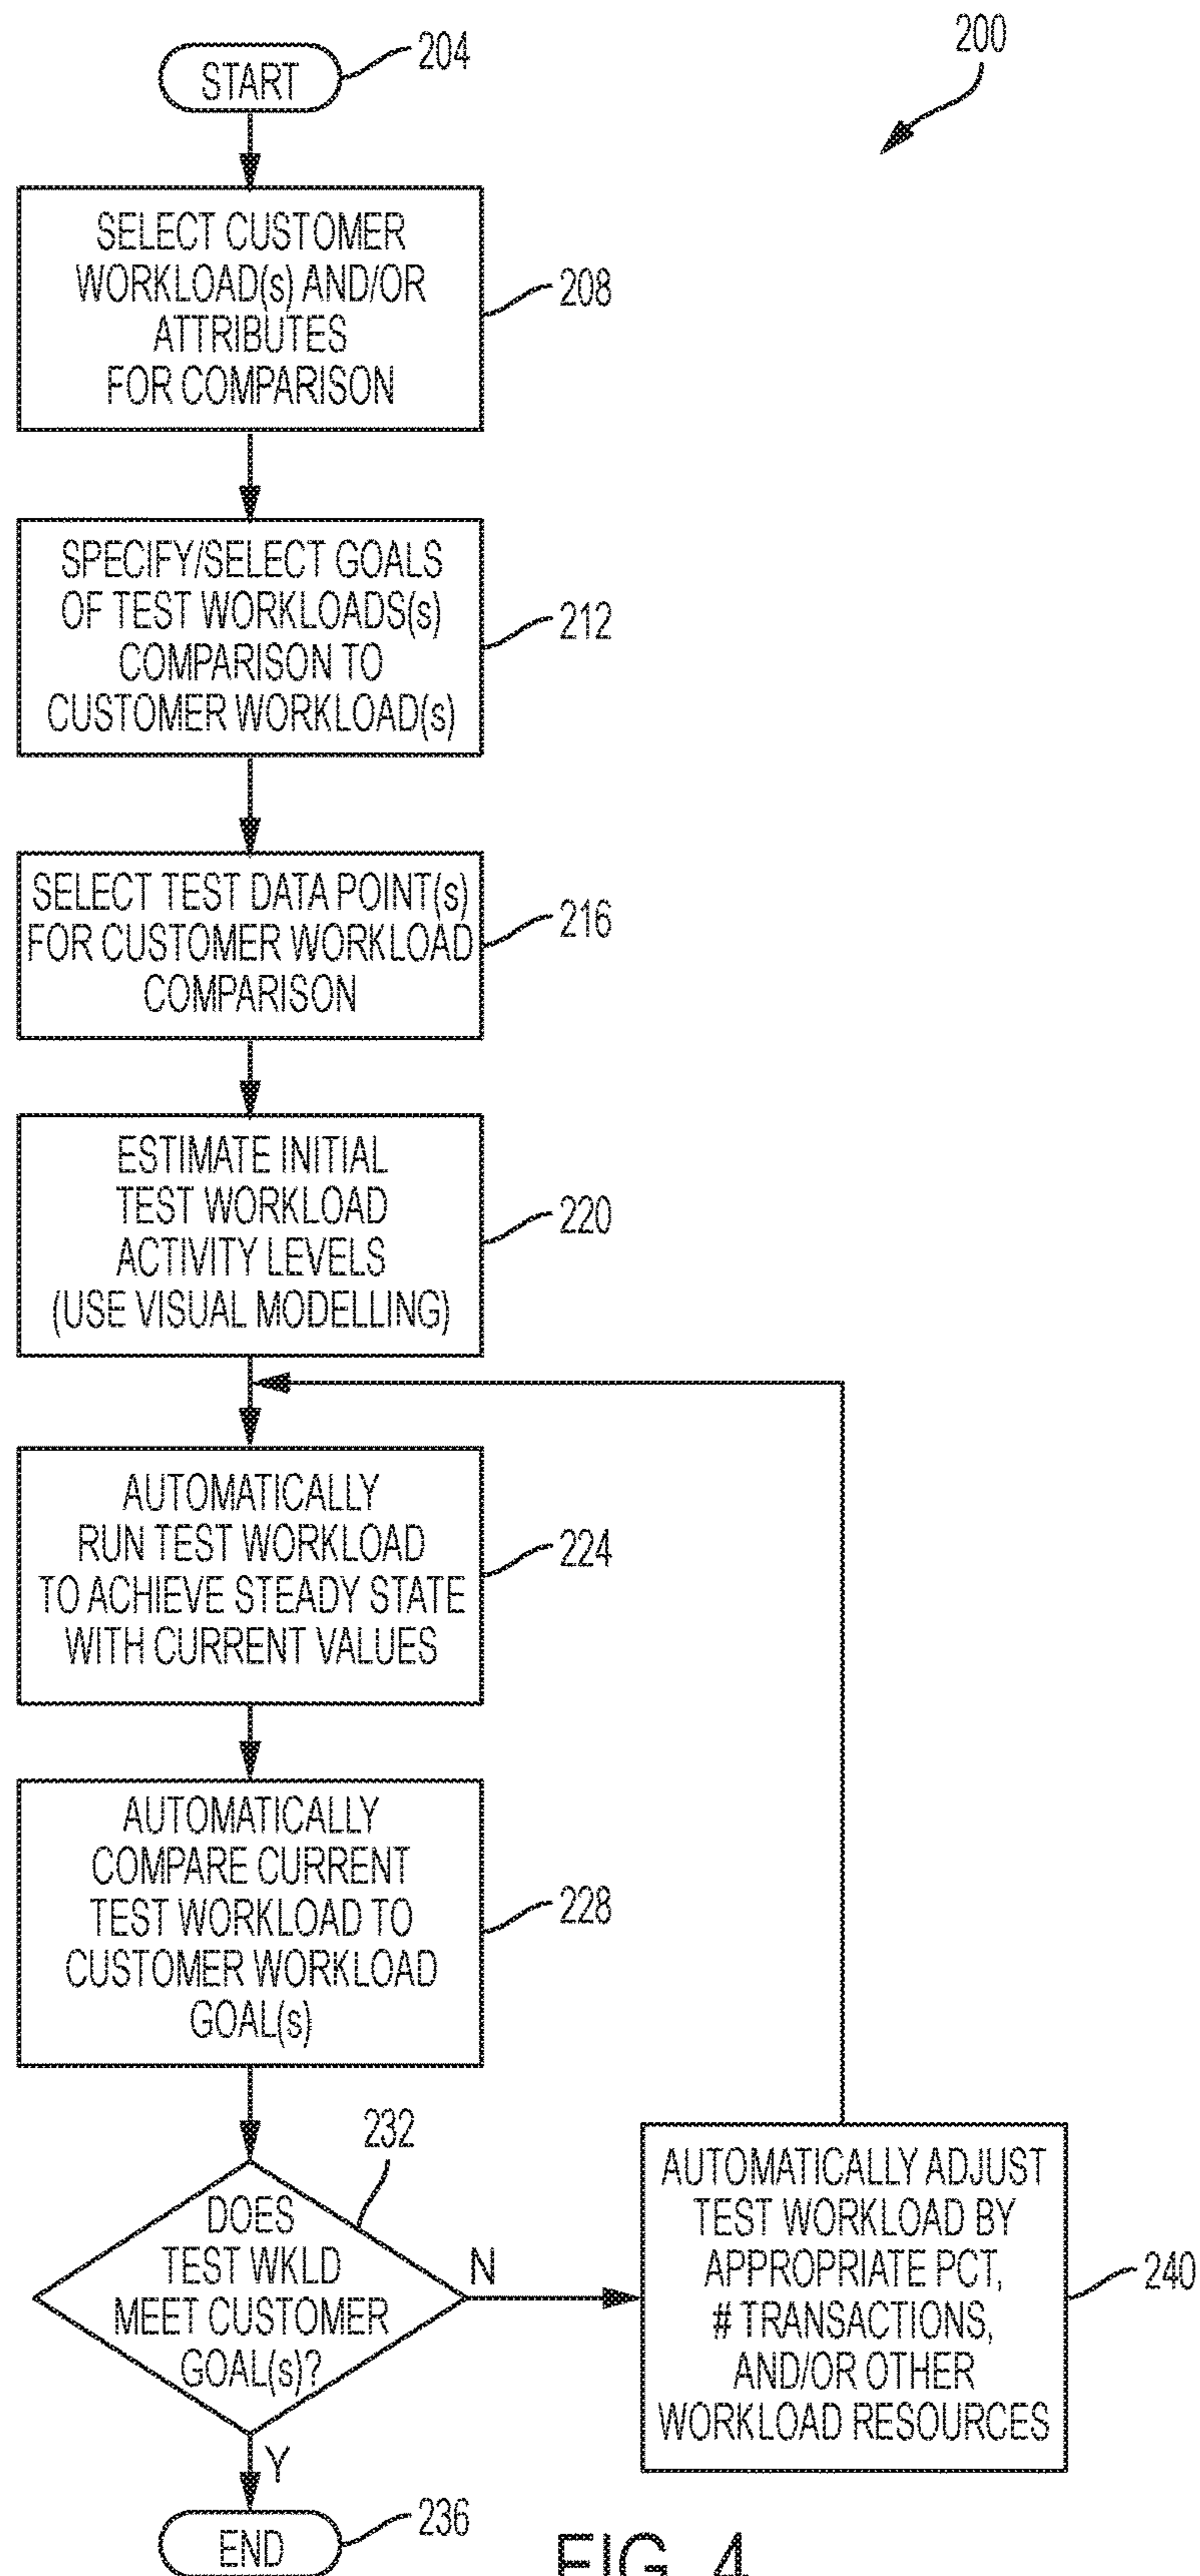 200
START
204
SELECT CUSTOMER
WORKLOAD(s) AND/OR
ATTRIBUTES
FOR COMPARISON
208
SPECIFY/SELECT GOALS
OF TEST WORKLOADS(s)
COMPARISON TO
CUSTOMER WORKLOAD(s)
212
SELECT TEST DATA POINT(s)
FOR CUSTOMER WORKLOAD
COMPARISON
216
ESTIMATE INITIAL
TEST WORKLOAD
ACTIVITY LEVELS
(USE VISUAL MODELLING)
220
AUTOMATICALLY
RUN TEST WORKLOAD
TO ACHIEVE STEADY STATE
WITH CURRENT VALUES
224
AUTOMATICALLY
COMPARE CURRENT
TEST WORKLOAD TO
CUSTOMER WORKLOAD
GOAL(s)
228
DOES
TEST WKLD
MEET CUSTOMER
GOAL(s)?
232
N
AUTOMATICALLY ADJUST
TEST WORKLOAD BY
APPROPRIATE PCT,
# TRANSACTIONS,
AND/OR OTHER
WORKLOAD RESOURCES
240
Y
END
236
FIG. 4